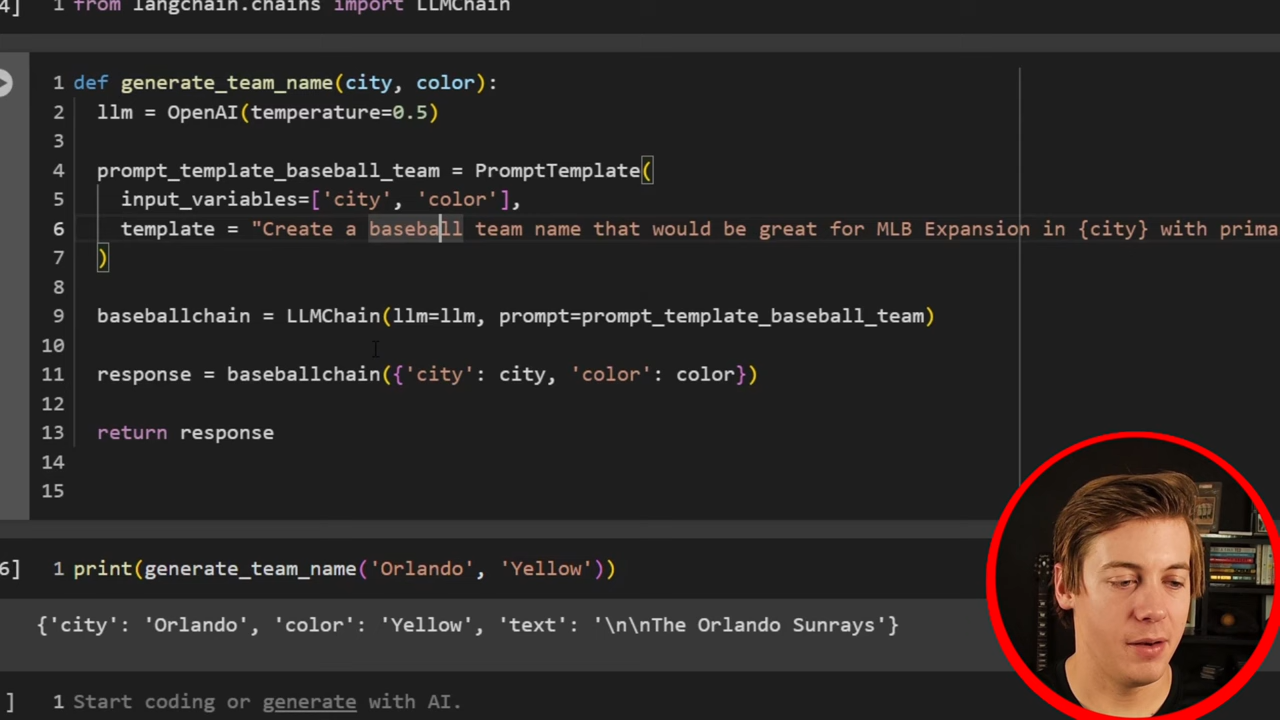 4] 1 from langchain.chains import LLMChain
1 def generate_team_name(city, color):
2 llm = OpenAI(temperature=0.5)
3
4 prompt_template_baseball_team = PromptTemplate(
5 input_variables=['city', 'color'],
6 template = "Create a baseball team name that would be great for MLB Expansion in {city} with prima
7 )
8
9 baseballchain = LLMChain(llm=llm, prompt=prompt_template_baseball_team)
10
11 response = baseballchain({'city': city, 'color': color})
12
13 return response
14
15
6] 1 print(generate_team_name('Orlando', 'Yellow'))
{'city': 'Orlando', 'color': 'Yellow', 'text': '\n\nThe Orlando Sunrays'}
] 1 Start coding or generate with AI.